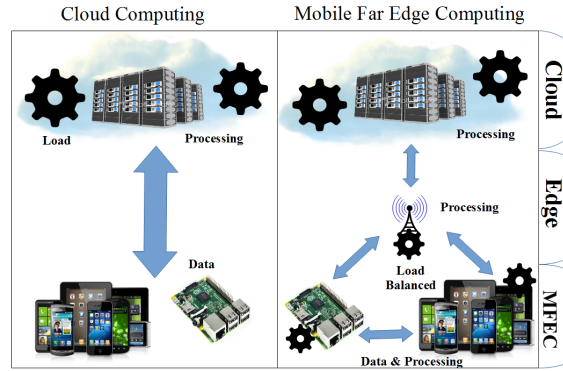 Cloud Computing
Mobile Far Edge Computing
Load
Processing
Data
Processing
Processing
Load
Balanced
Data & Processing
Cloud
Edge
MFEC